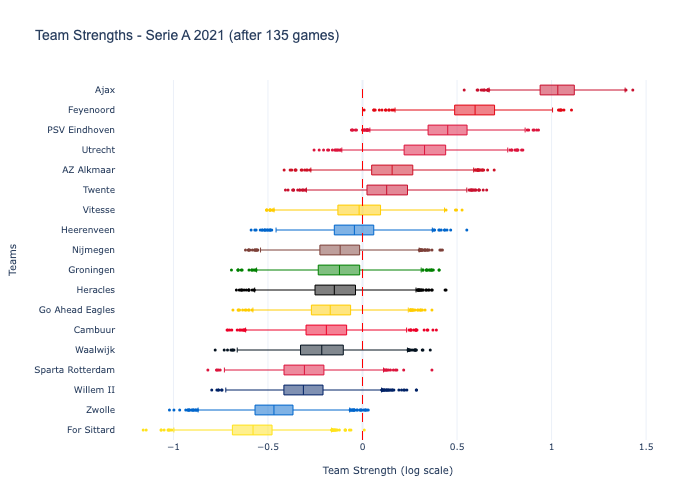 Team Strengths - Serie A 2021 (after 135 games)
Teams
Ajax
Feyenoord
PSV Eindhoven
Utrecht
AZ Alkmaar
Twente
Vitesse
Heerenveen
Nijmegen
Groningen
Heracles
Go Ahead Eagles
Cambuur
Waalwijk
Sparta Rotterdam
Willem II
Zwolle
For Sittard
−1 −0.5 0 0.5 1 1.5
Team Strength (log scale)